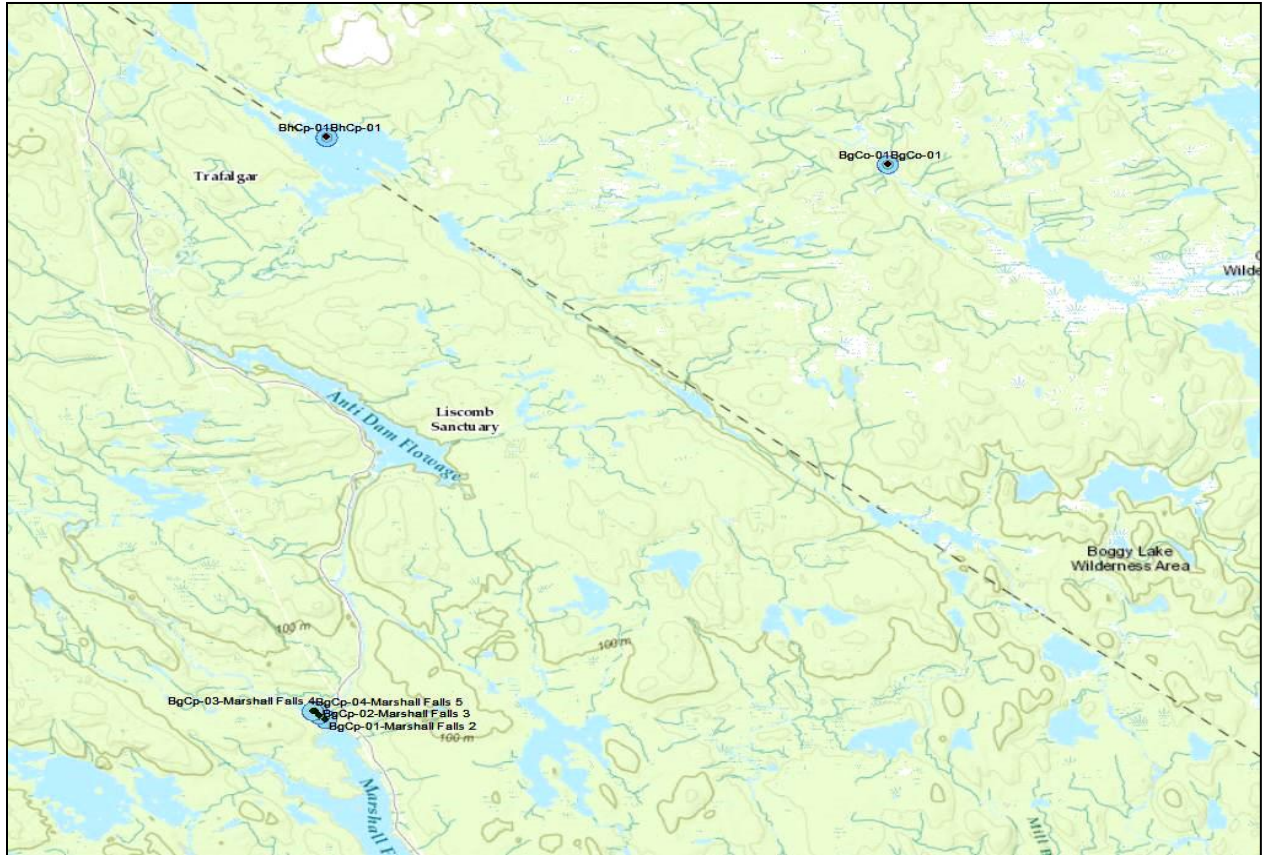 BhCp-01BhCp-01
BgCo-01BgCo-01
Trafalgar
Wilde
Anti Dam Flowage
Liscomb
Sanctuary
Boggy Lake
Wilderness Area
100 m
100 m
BgCp-03-Marshall Falls 4
BgCp-04-Marshall Falls 5
BgCp-02-Marshall Falls 3
BgCp-01-Marshall Falls 2
100 m
Marshall
Mill